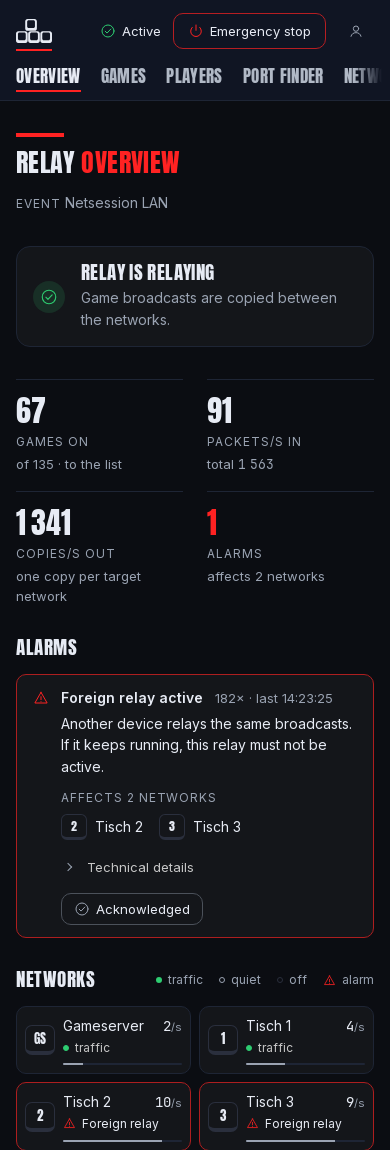 Active
Emergency stop
OVERVIEW GAMES PLAYERS PORT FINDER
RELAY OVERVIEW
EVENT Netsession LAN
RELAY IS RELAYING
Game broadcasts are copied between
the networks.
67
GAMES ON
of 135 · to the list
91
PACKETS/S IN
total 1 563
1 341
COPIES/S OUT
one copy per target
network
1
ALARMS
affects 2 networks
ALARMS
Foreign relay active 182× · last 14:23:25
Another device relays the same broadcasts.
If it keeps running, this relay must not be
active.
AFFECTS 2 NETWORKS
2 Tisch 2 3 Tisch 3
Technical details
Acknowledged
NETWORKS traffic quiet off alarm
GS Gameserver 2/s
traffic
1 Tisch 1 4/s
traffic
2 Tisch 2 10/s
Foreign relay
3 Tisch 3 9/s
Foreign relay